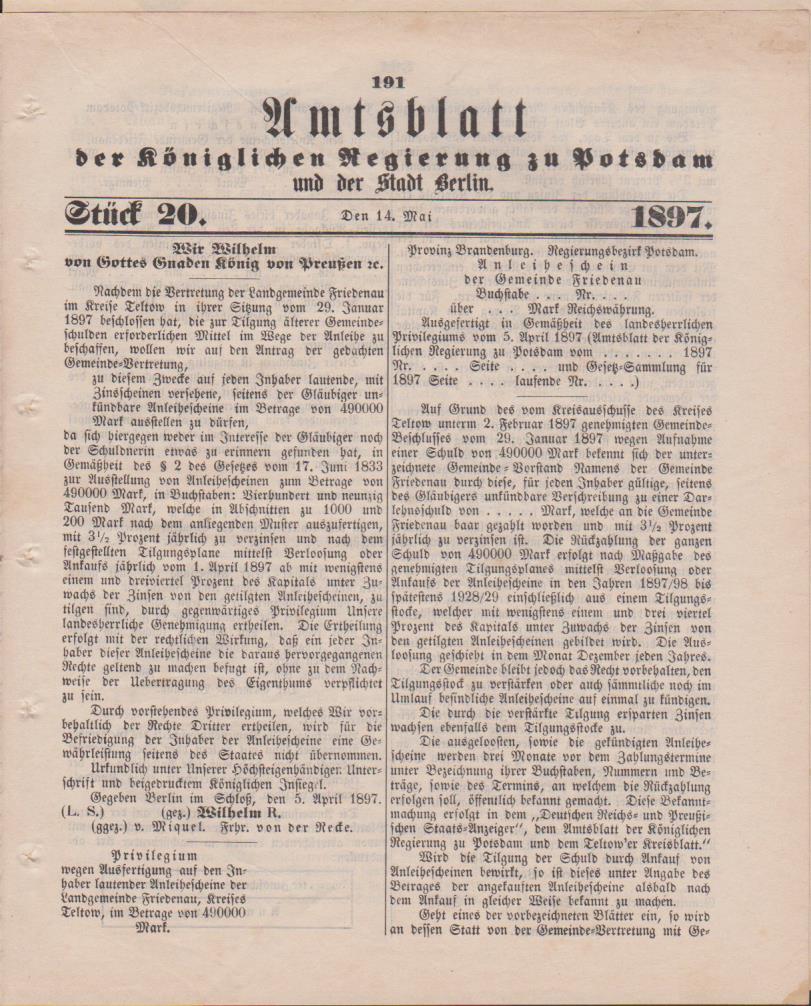 191
Amtsblatt
der Königlichen Regierung zu Potsdam
und der Stadt Berlin.
Stück 20. Den 14. Mai 1897.
Wir Wilhelm
von Gottes Gnaden König von Preußen ꝛc.
Nachdem die Vertretung der Landgemeinde Friedenau
im Kreise Teltow in ihrer Sitzung vom 29. Januar
1897 beschlossen hat, die zur Tilgung älterer Gemeinde-
schulden erforderlichen Mittel im Wege der Anleihe zu
beschaffen, wollen wir auf den Antrag der gedachten
Gemeinde-Vertretung,
zu diesem Zwecke auf jeden Inhaber lautende, mit
Zinsscheinen versehene, seitens der Gläubiger un-
kündbare Anleihescheine im Betrage von 490000
Mark ausstellen zu dürfen,
da sich hiergegen weder im Interesse der Gläubiger noch
der Schuldnerin etwas zu erinnern gefunden hat, in
Gemäßheit des § 2 des Gesetzes vom 17. Juni 1833
zur Ausstellung von Anleihescheinen zum Betrage von
490000 Mark, in Buchstaben: Vierhundert und neunzig
Tausend Mark, welche in Abschnitten zu 1000 und
200 Mark nach dem anliegenden Muster auszufertigen,
mit 3½ Prozent jährlich zu verzinsen und nach dem
festgestellten Tilgungsplane mittelst Verloosung oder
Ankaufs jährlich vom 1. April 1897 ab mit wenigstens
einem und dreiviertel Prozent des Kapitals unter Zu-
wachs der Zinsen von den getilgten Anleihescheinen, zu
tilgen sind, durch gegenwärtiges Privilegium Unsere
landesherrliche Genehmigung ertheilen. Die Ertheilung
erfolgt mit der rechtlichen Wirkung, daß ein jeder In-
haber dieser Anleihescheine die daraus hervorgegangenen
Rechte geltend zu machen befugt ist, ohne zu dem Nach-
weise der Uebertragung des Eigenthums verpflichtet
zu sein.
Durch vorstehendes Privilegium, welches Wir vor-
behaltlich der Rechte Dritter ertheilen, wird für die
Befriedigung der Inhaber der Anleihescheine eine Ge-
währleistung seitens des Staates nicht übernommen.
Urkundlich unter Unserer Höchsteigenhändigen Unter-
schrift und beigedrucktem Königlichen Insiegel.
Gegeben Berlin im Schloß, den 5. April 1897.
(L. S.) (gez.) Wilhelm R.
(ggez.) v. Miquel. Frhr. von der Recke.
Privilegium
wegen Ausfertigung auf den In-
haber lautender Anleihescheine der
Landgemeinde Friedenau, Kreises
Teltow, im Betrage von 490000
Mark.
Provinz Brandenburg. Regierungsbezirk Potsdam.
Anleiheschein
der Gemeinde Friedenau
Buchstabe . . . Nr. . . .
über . . . Mark Reichswährung.
Ausgefertigt in Gemäßheit des landesherrlichen
Privilegiums vom 5. April 1897 (Amtsblatt der König-
lichen Regierung zu Potsdam vom . . . . . . . 1897
Nr. . . . . Seite . . . . und Gesetz-Sammlung für
1897 Seite . . . . laufende Nr. . . . .)
Auf Grund des vom Kreisausschusse des Kreises
Teltow unterm 2. Februar 1897 genehmigten Gemeinde-
Beschlusses vom 29. Januar 1897 wegen Aufnahme
einer Schuld von 490000 Mark bekennt sich der unter-
zeichnete Gemeinde-Vorstand Namens der Gemeinde
Friedenau durch diese, für jeden Inhaber gültige, seitens
des Gläubigers unkündbare Verschreibung zu einer Dar-
lehnsschuld von . . . . . Mark, welche an die Gemeinde
Friedenau baar gezahlt worden und mit 3½ Prozent
jährlich zu verzinsen ist. Die Rückzahlung der ganzen
Schuld von 490000 Mark erfolgt nach Maßgabe des
genehmigten Tilgungsplanes mittelst Verloosung oder
Ankaufs der Anleihescheine in den Jahren 1897/98 bis
spätestens 1928/29 einschließlich aus einem Tilgungs-
stocke, welcher mit wenigstens einem und drei viertel
Prozent des Kapitals unter Zuwachs der Zinsen von
den getilgten Anleihescheinen gebildet wird. Die Aus-
loosung geschieht in dem Monat Dezember jeden Jahres.
Der Gemeinde bleibt jedoch das Recht vorbehalten, den
Tilgungsstock zu verstärken oder auch sämmtliche noch im
Umlauf befindliche Anleihescheine auf einmal zu kündigen.
Die durch die verstärkte Tilgung ersparten Zinsen
wachsen ebenfalls dem Tilgungsstocke zu.
Die ausgeloosten, sowie die gekündigten Anleihe-
scheine werden drei Monate vor dem Zahlungstermine
unter Bezeichnung ihrer Buchstaben, Nummern und Be-
träge, sowie des Termins, an welchem die Rückzahlung
erfolgen soll, öffentlich bekannt gemacht. Diese Bekannt-
machung erfolgt in dem „Deutschen Reichs- und Preußi-
schen Staats-Anzeiger", dem Amtsblatt der Königlichen
Regierung zu Potsdam und dem Teltow'er Kreisblatt."
Wird die Tilgung der Schuld durch Ankauf von
Anleihescheinen bewirkt, so ist dieses unter Angabe des
Betrages der angekauften Anleihescheine alsbald nach
dem Ankauf in gleicher Weise bekannt zu machen.
Geht eines der vorbezeichneten Blätter ein, so wird
an dessen Statt von der Gemeinde-Vertretung mit Ge-